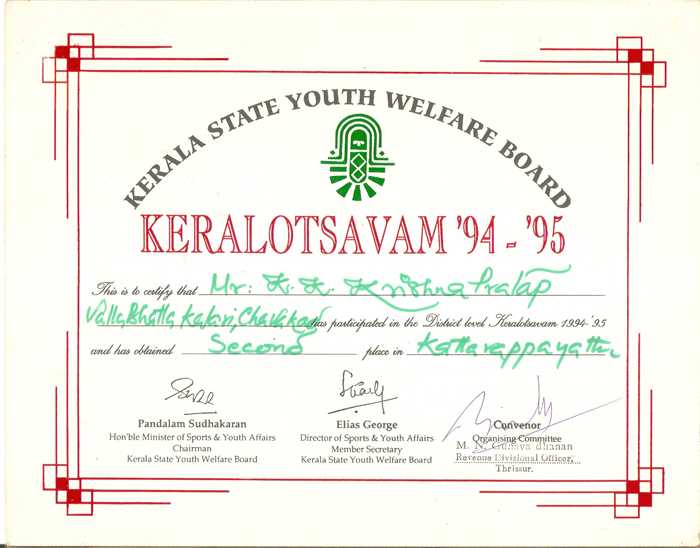 KERALA STATE YOUTH WELFARE BOARD
KERALOTSAVAM '94 - '95
This is to certify that Mr: K. K. Krishna Pratap
Valla Bhatta Kalari, Chavakad has participated in the District level Keralotsavam 1994-'95
and has obtained Second place in Kattarappayattu
Pandalam Sudhakaran
Hon'ble Minister of Sports & Youth Affairs
Chairman
Kerala State Youth Welfare Board
Elias George
Director of Sports & Youth Affairs
Member Secretary
Kerala State Youth Welfare Board
Convenor
Organising Committee
M. N. Gunavardhanan
Revenue Divisional Officer,
Thrissur.